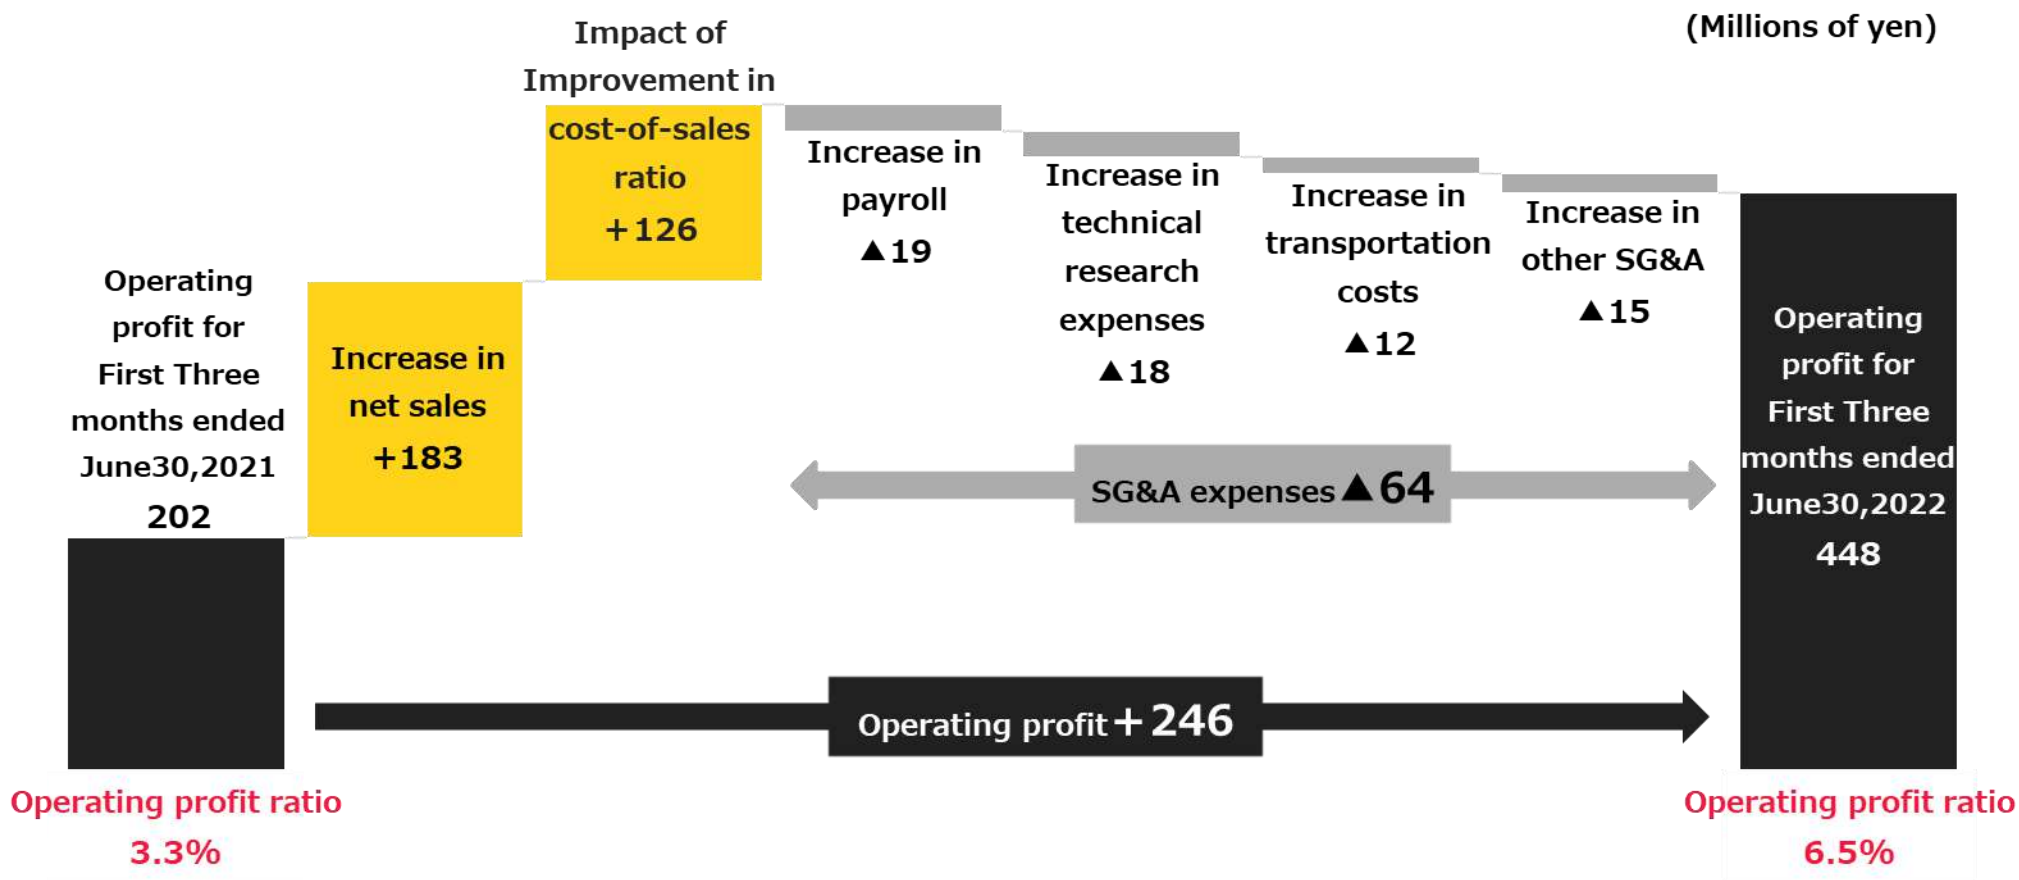 (Millions of yen)
Operating
profit for
First Three
months ended
June30,2021
202
Increase in
net sales
+183
Impact of
Improvement in
cost-of-sales
ratio
+126
Increase in
payroll
▲19
Increase in
technical
research
expenses
▲18
Increase in
transportation
costs
▲12
Increase in
other SG&A
▲15
Operating
profit for
First Three
months ended
June30,2022
448
SG&A expenses▲64
Operating profit+246
Operating profit ratio
3.3%
Operating profit ratio
6.5%